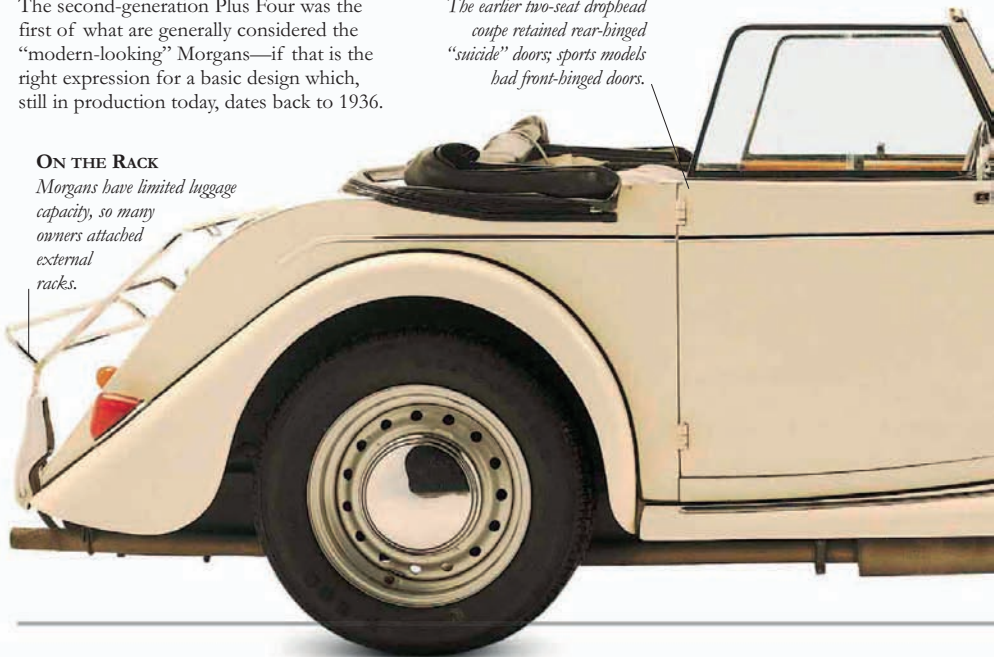 The second-generation Plus Four was the
first of what are generally considered the
“modern-looking” Morgans—if that is the
right expression for a basic design which,
still in production today, dates back to 1936.
The earlier two-seat drophead
coupe retained rear-hinged
“suicide” doors; sports models
had front-hinged doors.
ON THE RACK
Morgans have limited luggage
capacity, so many
owners attached
external
racks.